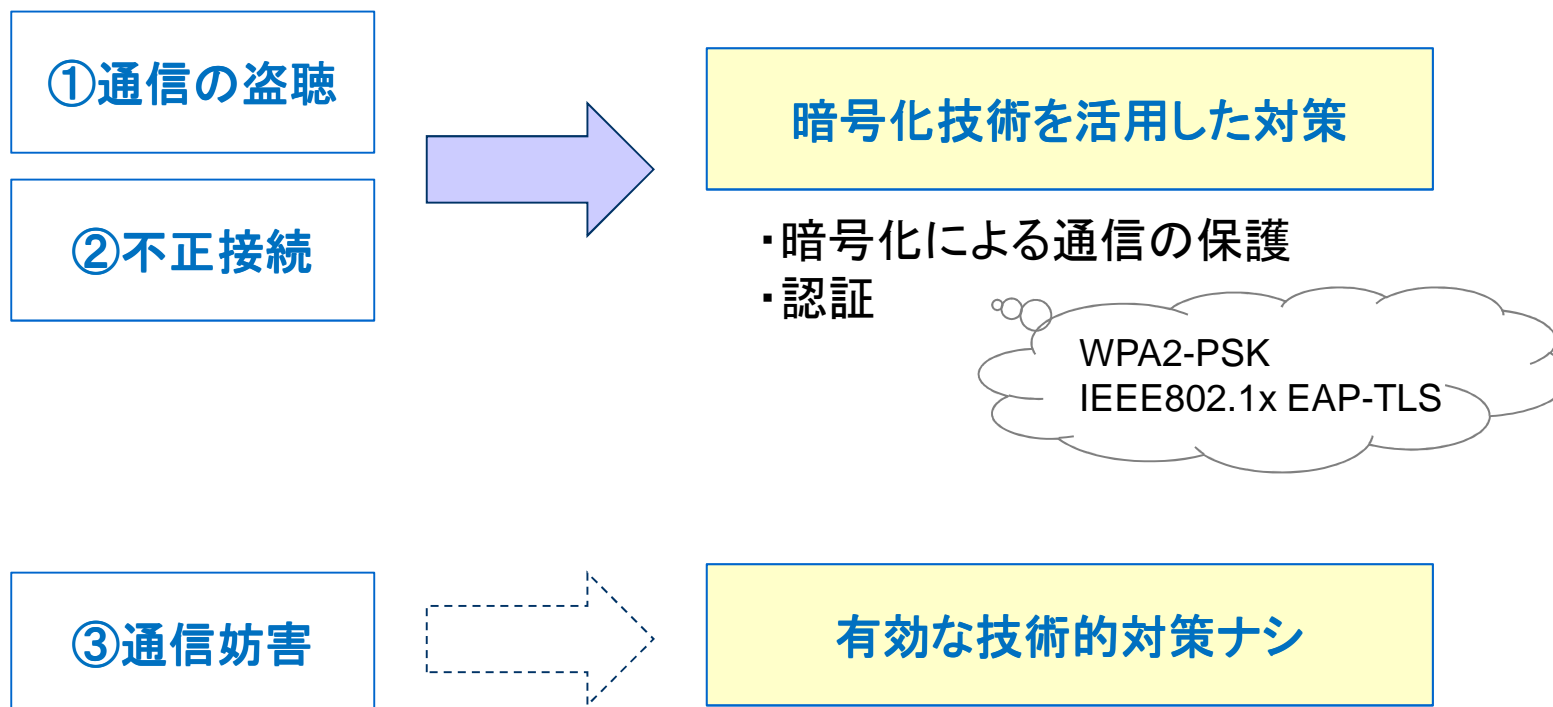 ①通信の盗聴
②不正接続
暗号化技術を活用した対策
・暗号化による通信の保護
・認証
WPA2-PSK
IEEE802.1x EAP-TLS
③通信妨害
有効な技術的対策ナシ